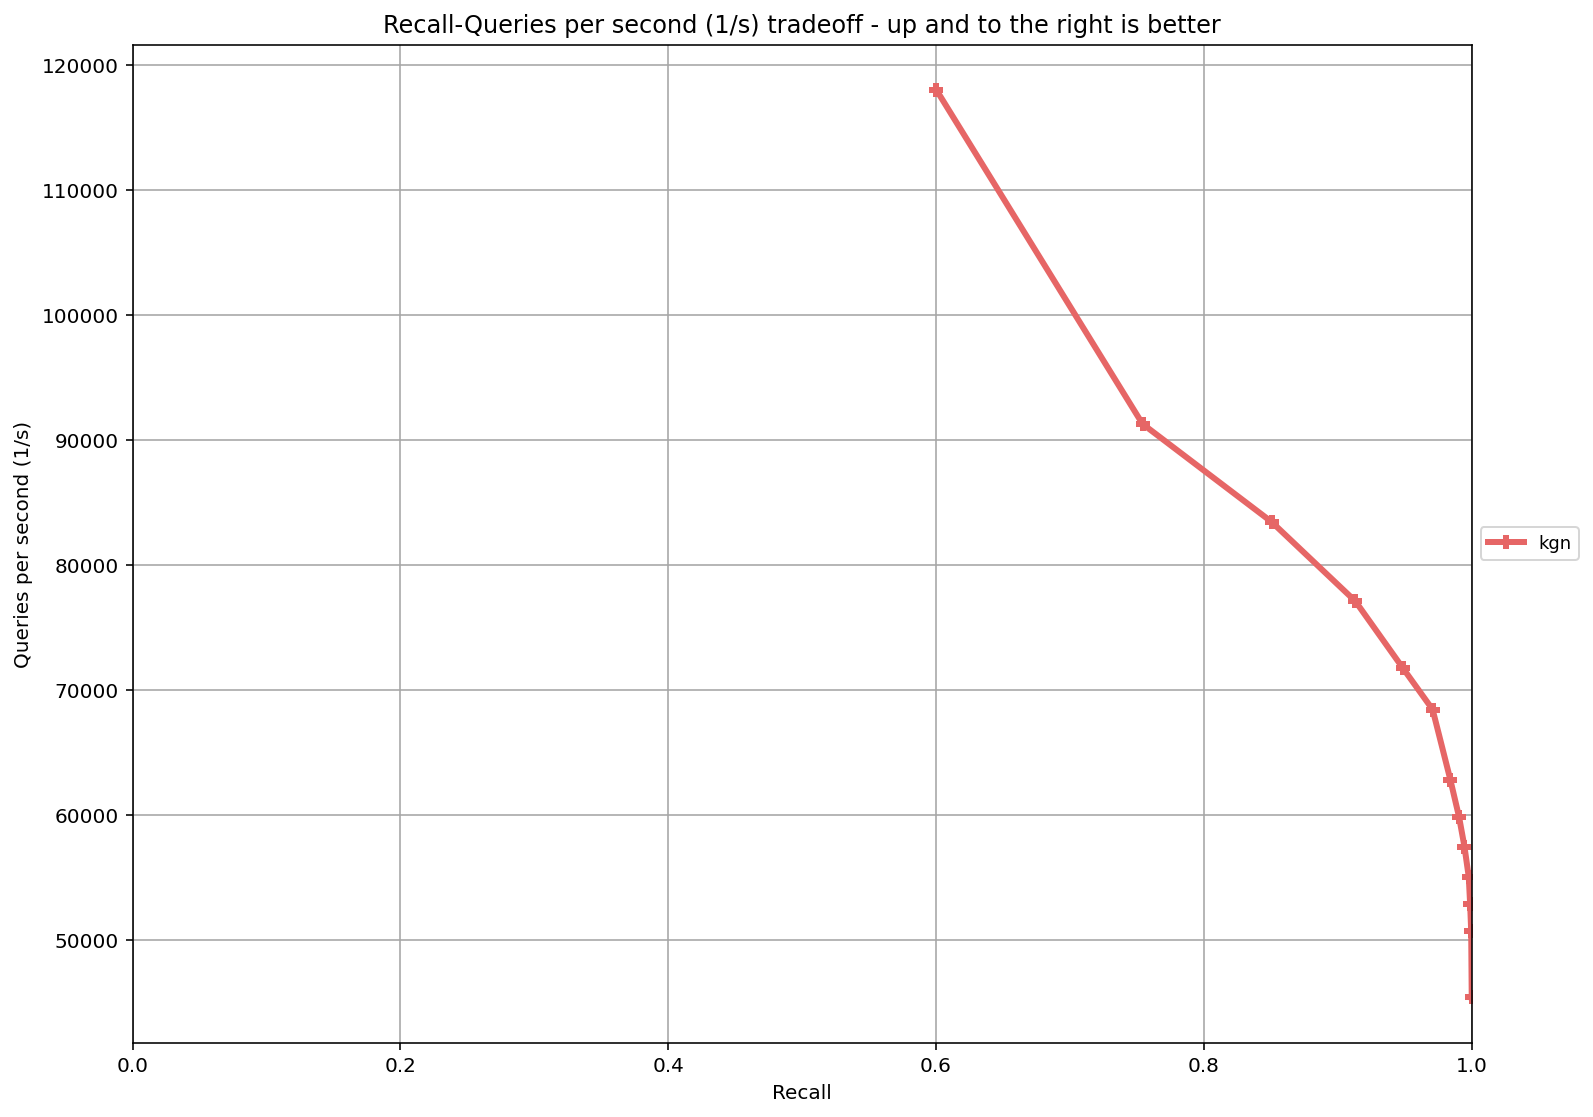 Recall-Queries per second (1/s) tradeoff - up and to the right is better
120000
110000
100000
90000
80000
70000
60000
50000
Queries per second (1/s)
kgn
0.0 0.2 0.4 0.6 0.8 1.0
Recall